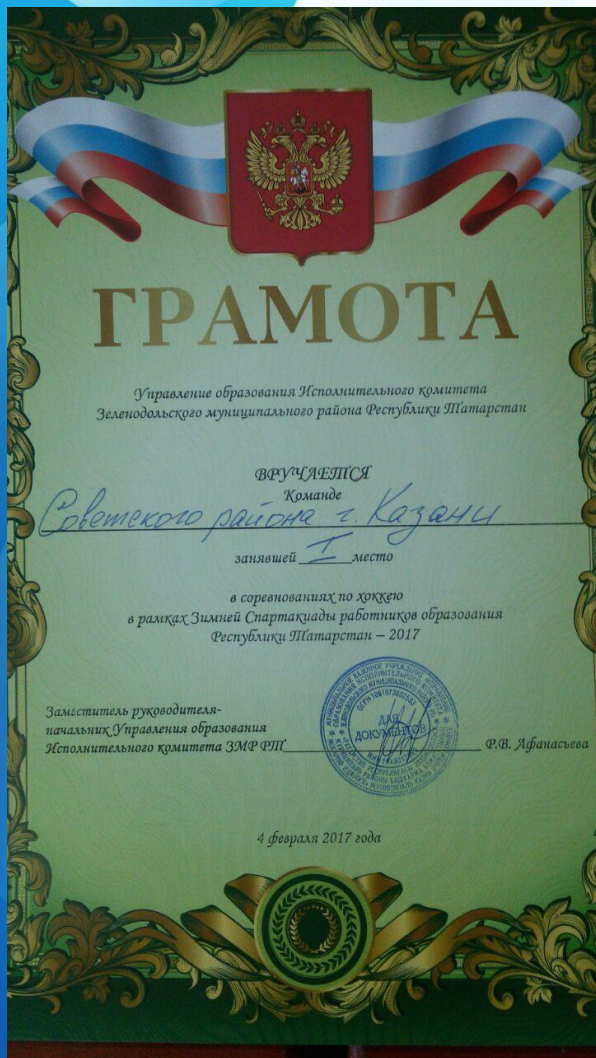 ГРАМОТА
Управление образования Исполнительного комитета
Зеленодольского муниципального района Республики Татарстан
ВРУЧАЕТСЯ
Команде
Советского района г. Казани
занявшей I место
в соревнованиях по хоккею
в рамках Зимней Спартакиады работников образования
Республики Татарстан – 2017
Заместитель руководителя-
начальник Управления образования
Исполнительного комитета ЗМР РТ Р.В. Афанасьева
ДЛЯ
ДОКУМЕНТОВ
4 февраля 2017 года